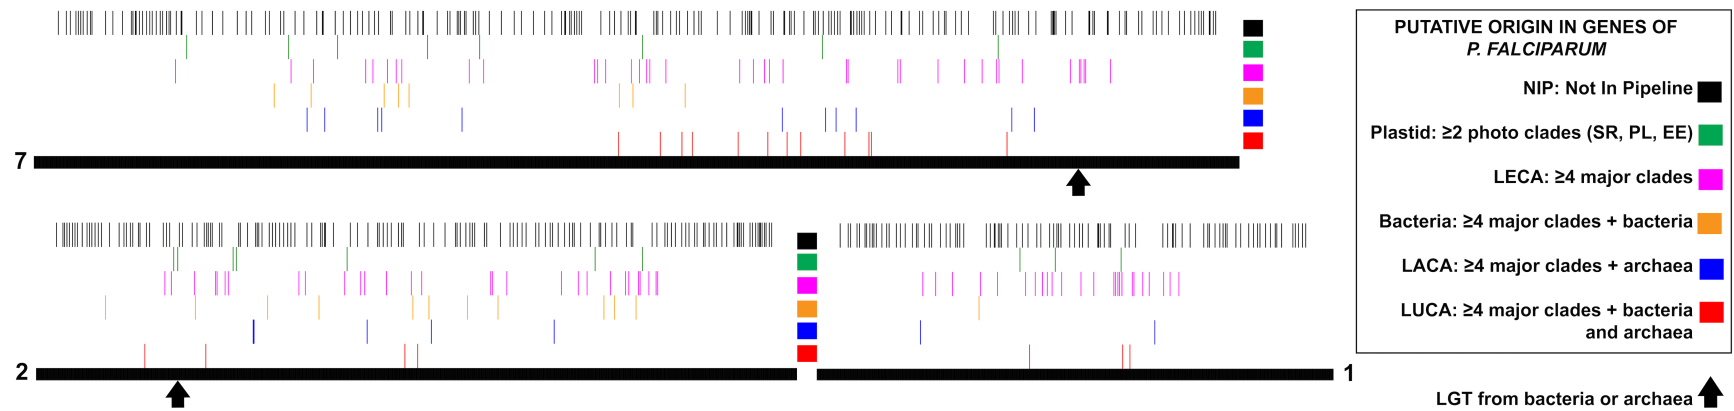 PUTATIVE ORIGIN IN GENES OF
P. FALCIPARUM
NIP: Not In Pipeline
Plastid: ≥2 photo clades (SR, PL, EE)
LECA: ≥4 major clades
Bacteria: ≥4 major clades + bacteria
LACA: ≥4 major clades + archaea
LUCA: ≥4 major clades + bacteria
and archaea
LGT from bacteria or archaea
7
2
1